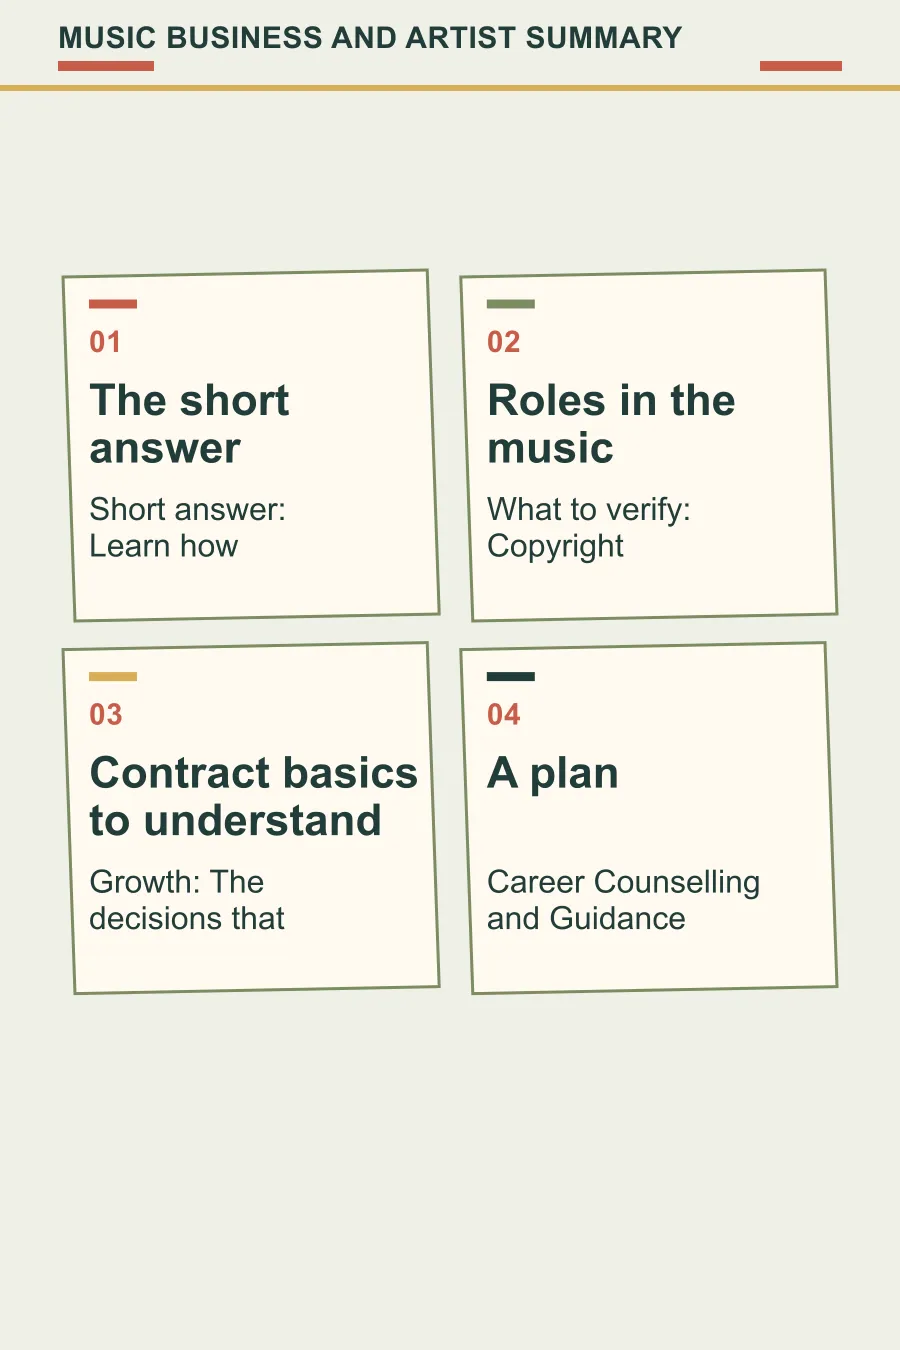 MUSIC BUSINESS AND ARTIST SUMMARY
01
The short
answer
Short answer:
Learn how
02
Roles in the
music
What to verify:
Copyright
03
Contract basics
to understand
Growth: The
decisions that
04
A plan
Career Counselling
and Guidance